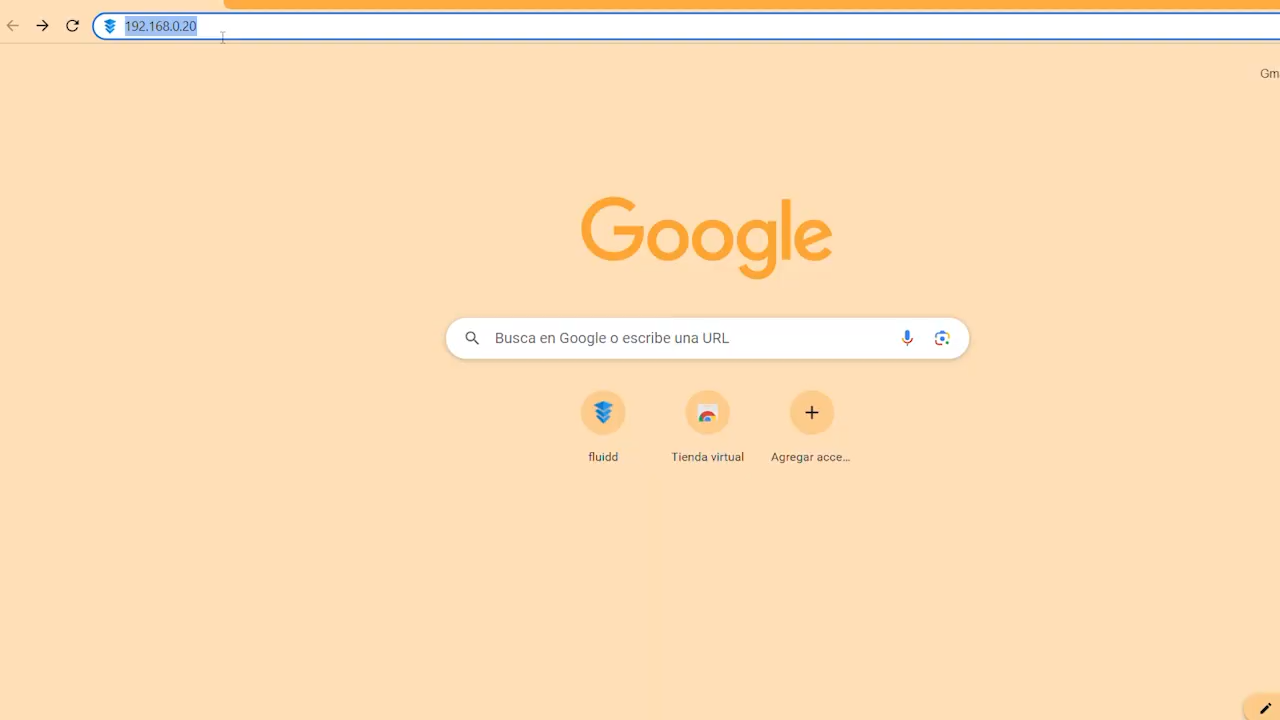 192.168.0.20
Gm
Google
Busca en Google o escribe una URL
fluidd
Tienda virtual
Agregar acce...